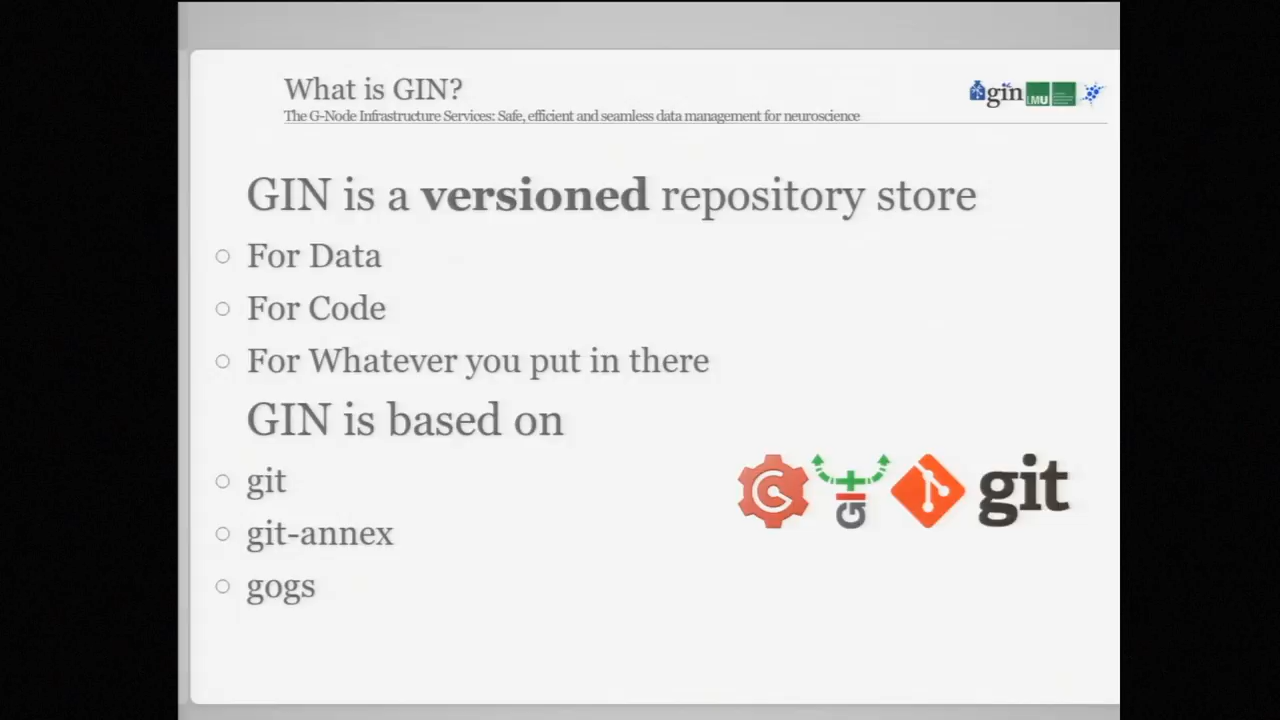 What is GIN?
The G-Node Infrastructure Services: Safe, efficient and seamless data management for neuroscience
gin LMU
GIN is a versioned repository store
For Data
For Code
For Whatever you put in there
GIN is based on
git
git-annex
gogs
git